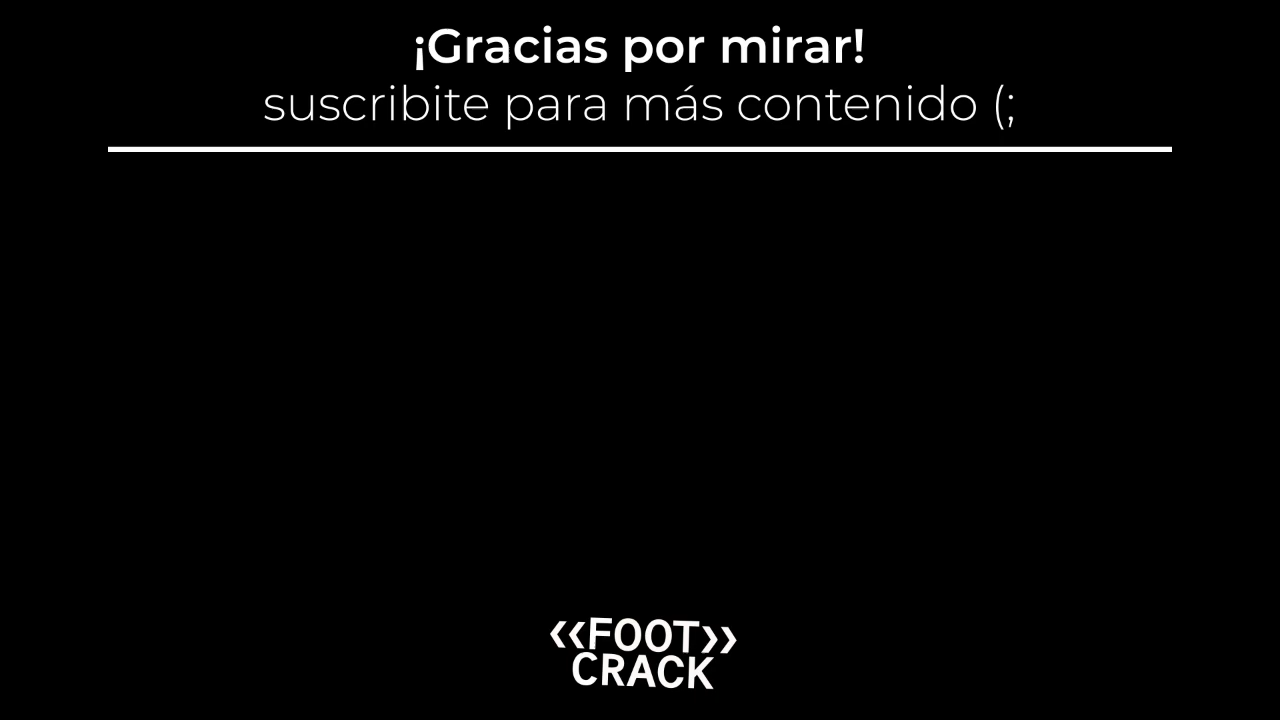 ¡Gracias por mirar!
suscribite para más contenido (;
‹‹FOOT››
CRACK